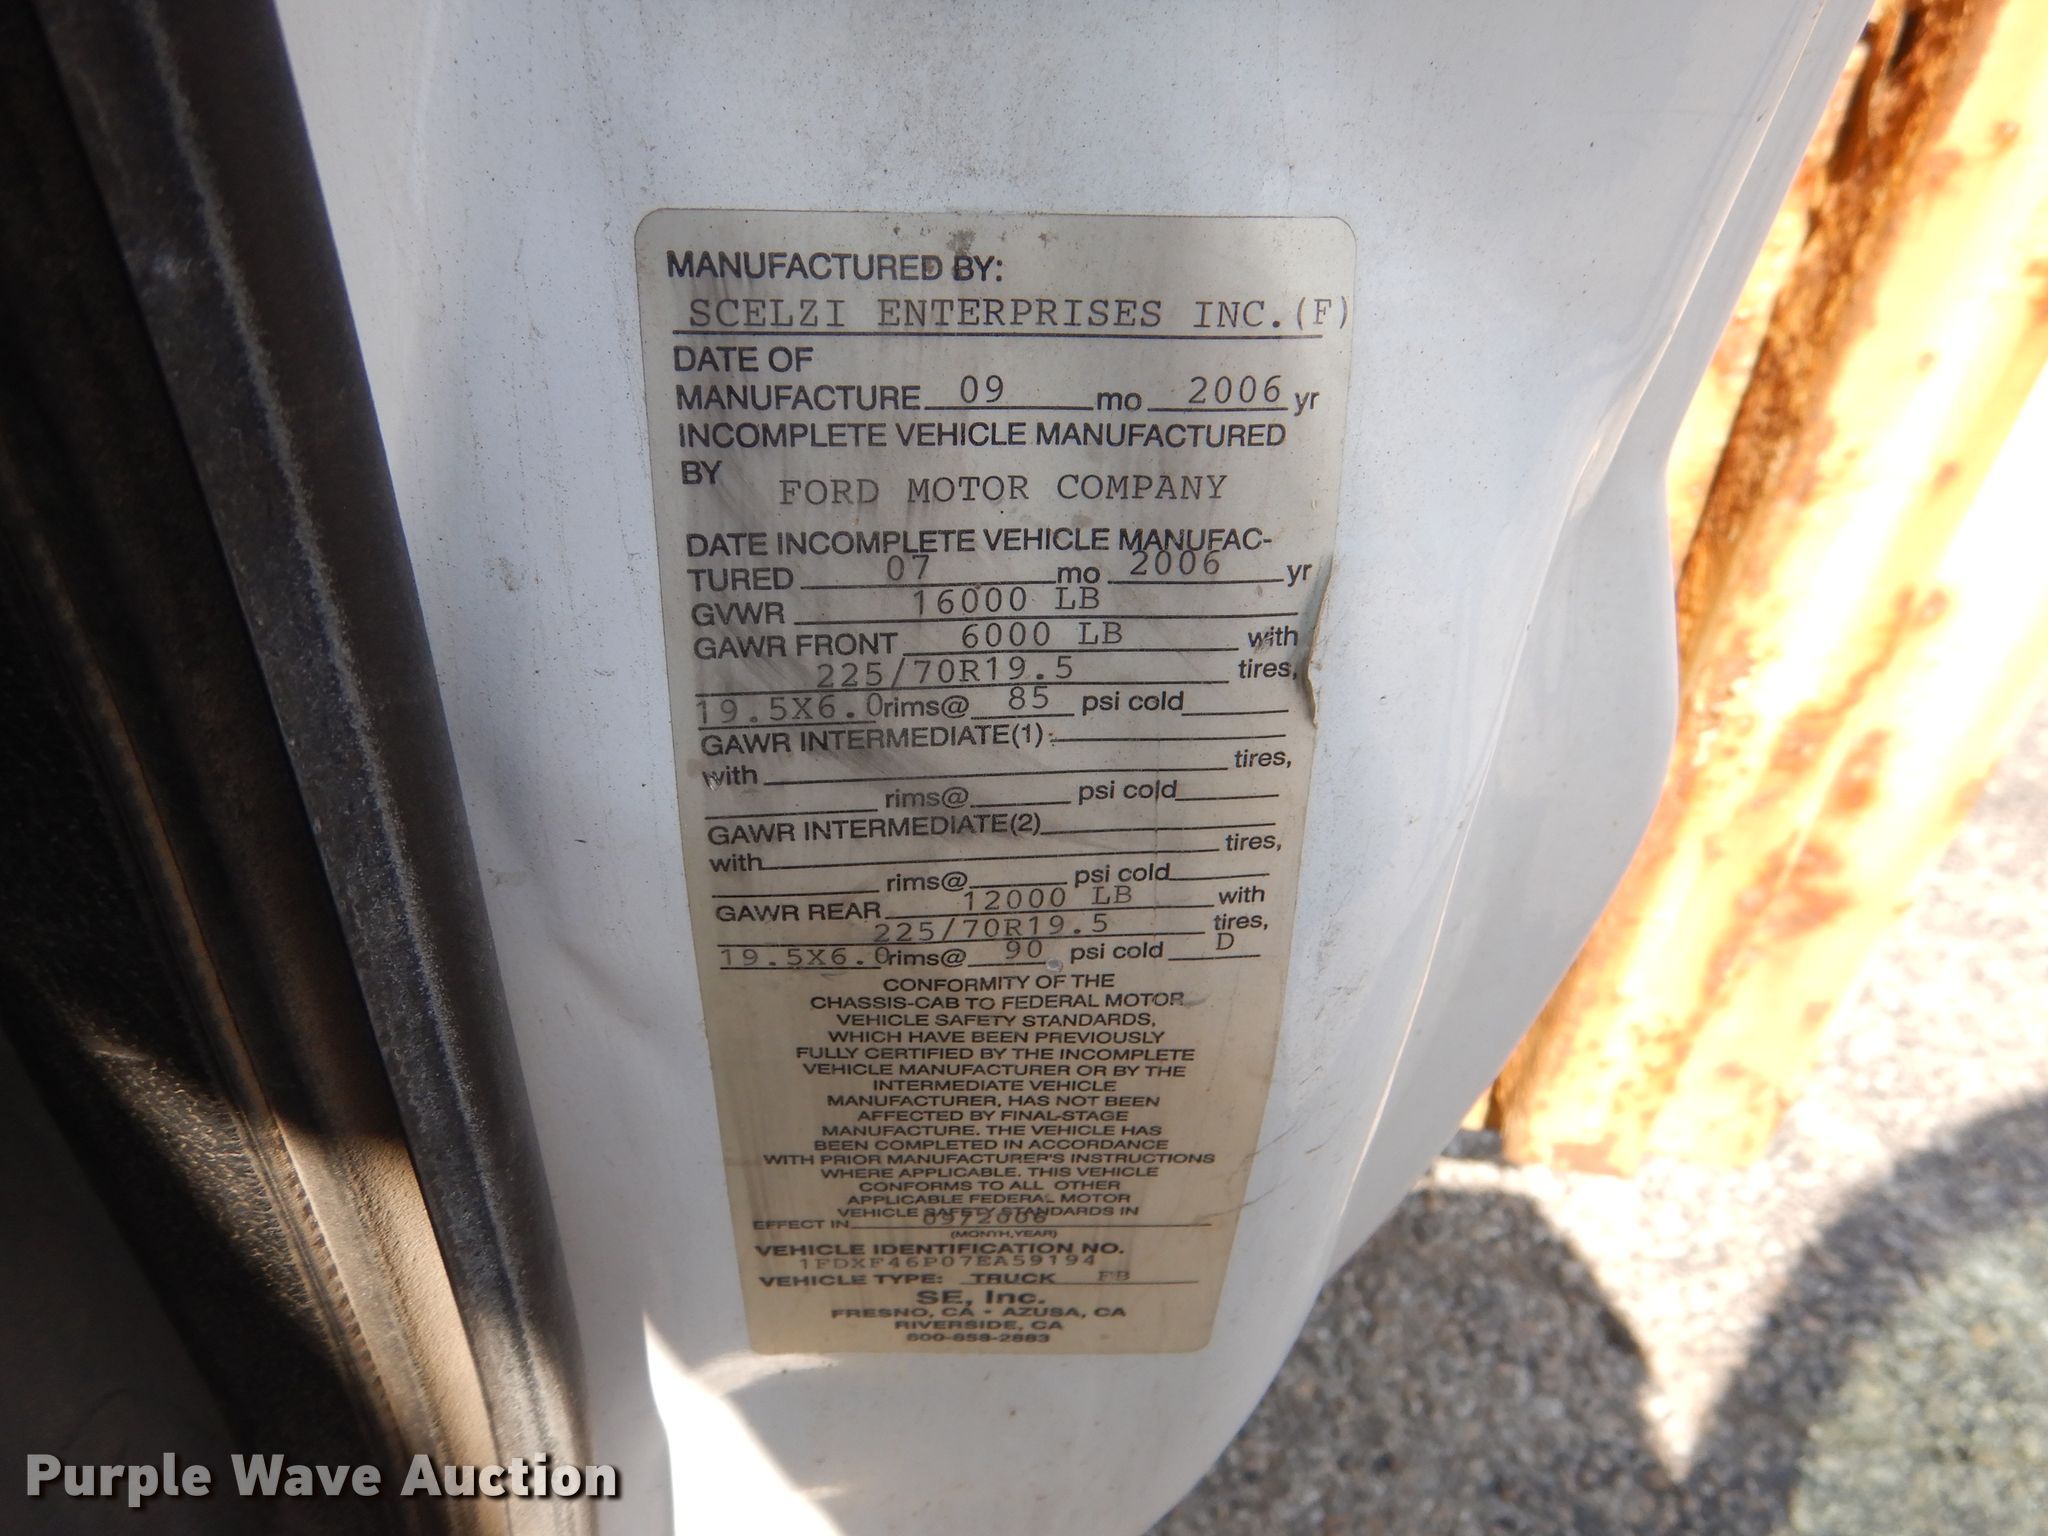 MANUFACTURED BY:
SCELZI ENTERPRISES INC.(F)
DATE OF
MANUFACTURE 09 mo 2006 yr
INCOMPLETE VEHICLE MANUFACTURED
BY FORD MOTOR COMPANY
DATE INCOMPLETE VEHICLE MANUFAC-
TURED 07 mo 2006 yr
GVWR 16000 LB
GAWR FRONT 6000 LB with
225/70R19.5 tires,
19.5X6.0 rims@ 85 psi cold
GAWR INTERMEDIATE(1)
with tires,
rims@ psi cold
GAWR INTERMEDIATE(2)
with tires,
rims@ psi cold
GAWR REAR 12000 LB with
225/70R19.5 tires,
19.5X6.0 rims@ 90 psi cold D
CONFORMITY OF THE
CHASSIS-CAB TO FEDERAL MOTOR
VEHICLE SAFETY STANDARDS,
WHICH HAVE BEEN PREVIOUSLY
FULLY CERTIFIED BY THE INCOMPLETE
VEHICLE MANUFACTURER OR BY THE
INTERMEDIATE VEHICLE
MANUFACTURER, HAS NOT BEEN
AFFECTED BY FINAL-STAGE
MANUFACTURE. THE VEHICLE HAS
BEEN COMPLETED IN ACCORDANCE
WITH PRIOR MANUFACTURER'S INSTRUCTIONS
WHERE APPLICABLE. THIS VEHICLE
CONFORMS TO ALL OTHER
APPLICABLE FEDERAL MOTOR
VEHICLE SAFETY STANDARDS IN
EFFECT IN 09/2006
(MONTH,YEAR)
VEHICLE IDENTIFICATION NO.
1FDXF46P07EA59194
VEHICLE TYPE: TRUCK FB
SE, Inc.
FRESNO, CA • AZUSA, CA
RIVERSIDE, CA
800-858-2883
Purple Wave Auction